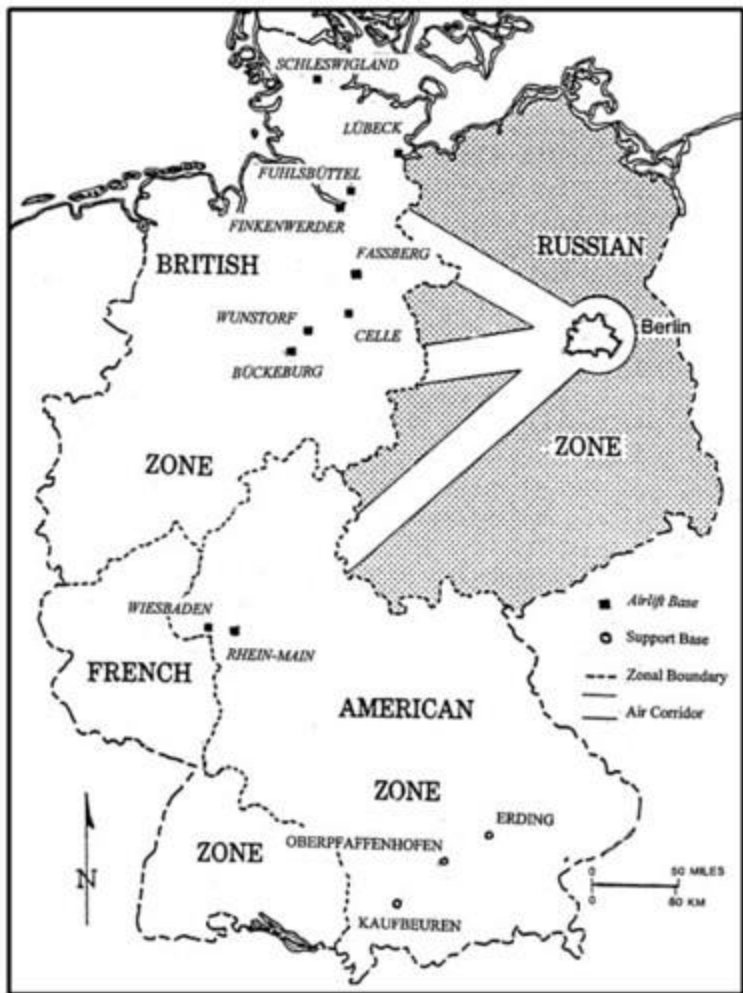 SCHLESWIGLAND
LÜBECK
FUHLSBÜTTEL
FINKENWERDER
BRITISH
RUSSIAN
FASSBERG
WUNSTORF
CELLE
Berlin
BÜCKEBURG
ZONE
ZONE
WIESBADEN
RHEIN-MAIN
FRENCH
Airlift Base
Support Base
Zonal Boundary
Air Corridor
AMERICAN
ZONE
ERDING
OBERPFAFFENHOFEN
ZONE
N
KAUFBEUREN
0 50 MILES
0 80 KM